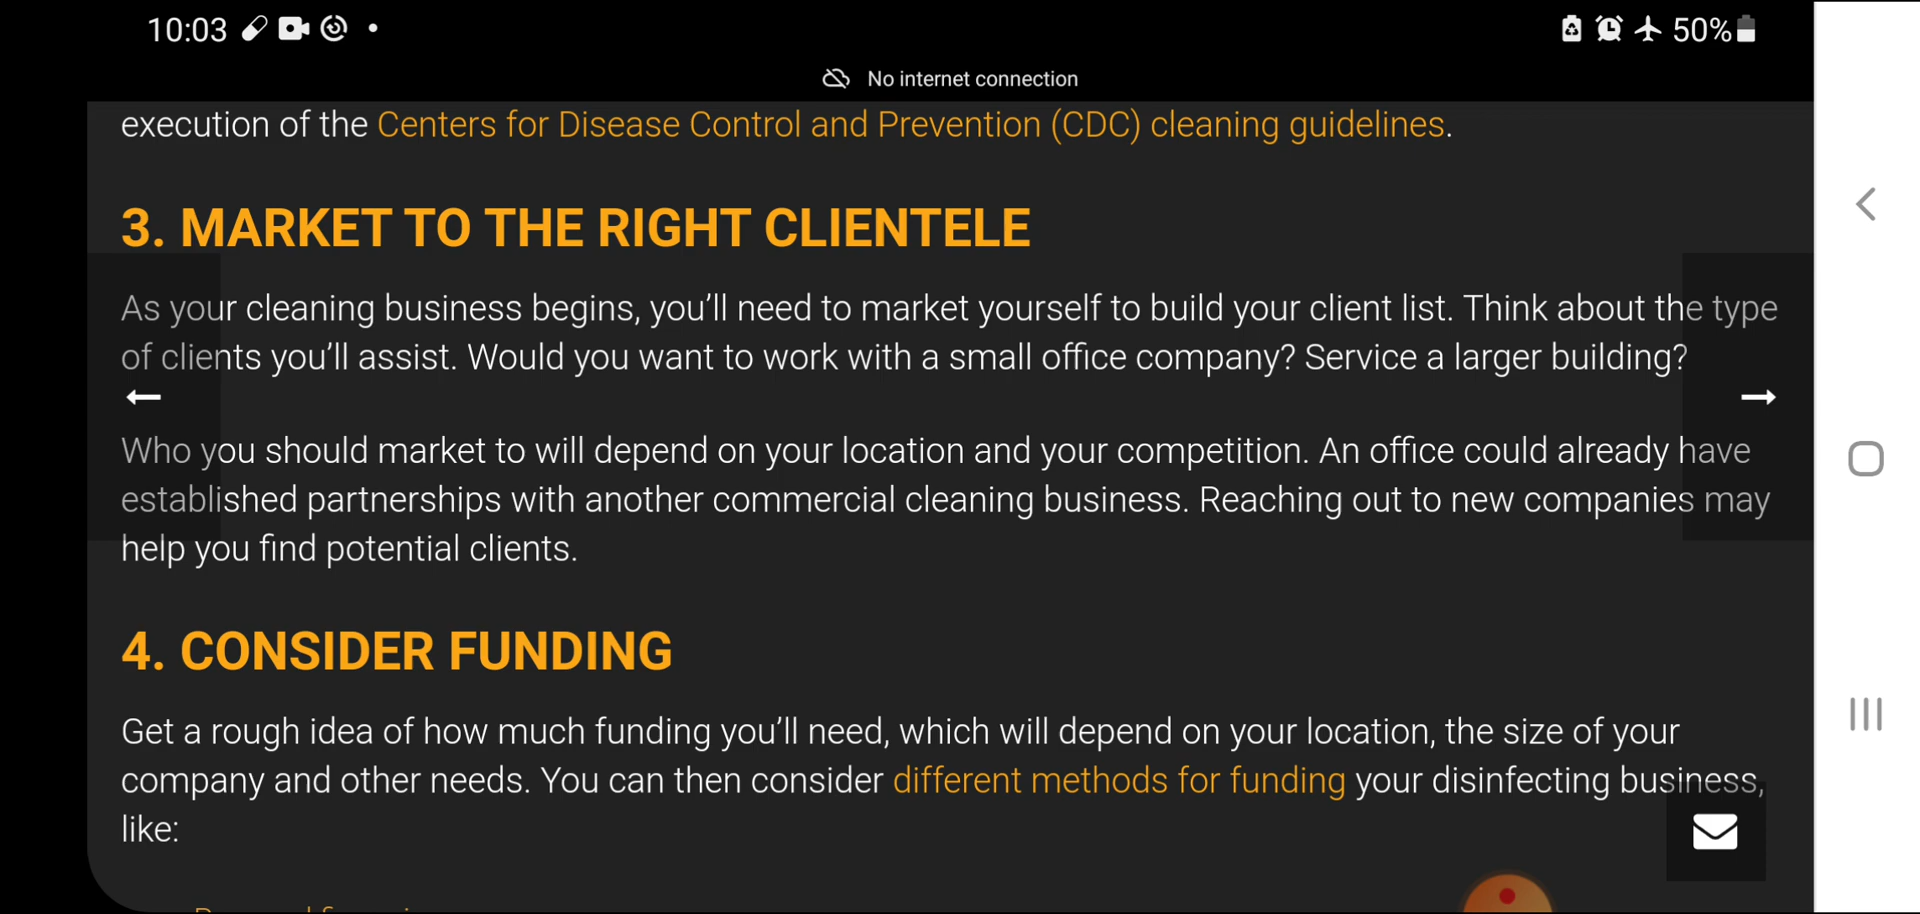 10:03 50%
No internet connection
execution of the Centers for Disease Control and Prevention (CDC) cleaning guidelines.
3. MARKET TO THE RIGHT CLIENTELE
As your cleaning business begins, you’ll need to market yourself to build your client list. Think about the type
of clients you’ll assist. Would you want to work with a small office company? Service a larger building?
Who you should market to will depend on your location and your competition. An office could already have
established partnerships with another commercial cleaning business. Reaching out to new companies may
help you find potential clients.
4. CONSIDER FUNDING
Get a rough idea of how much funding you’ll need, which will depend on your location, the size of your
company and other needs. You can then consider different methods for funding your disinfecting business,
like: